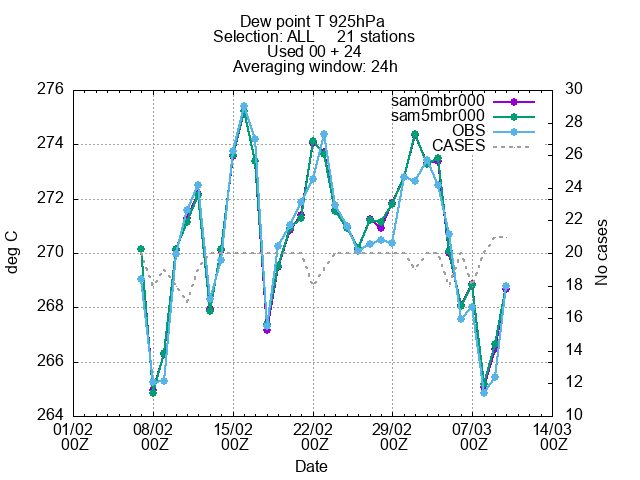 Dew point T 925hPa
Selection: ALL     21 stations
Used 00 + 24
Averaging window: 24h
276 30
sam0mbr000
sam5mbr000
OBS
CASES
28
274
26
24
272
22
270 20
18
268
16
14
266
12
264 10
01/02 08/02 15/02 22/02 29/02 07/03 14/03
00Z 00Z 00Z 00Z 00Z 00Z 00Z
Date
deg C
No cases